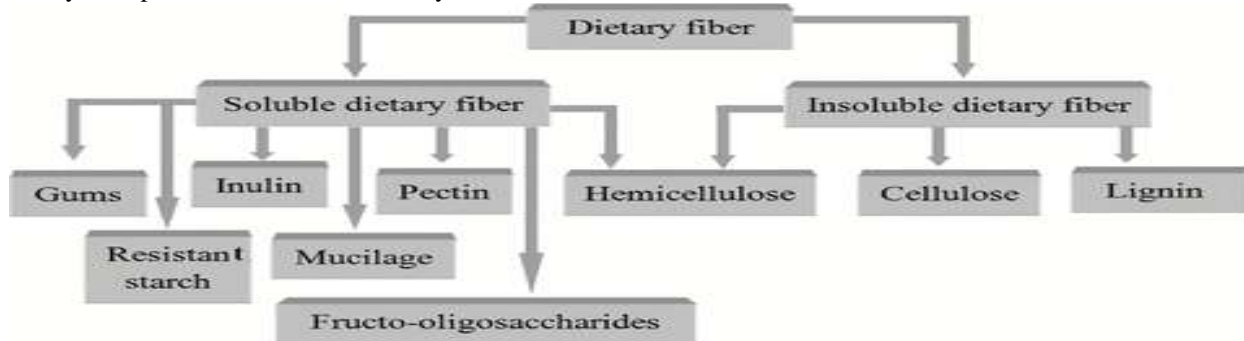 Dietary fiber
Soluble dietary fiber
Insoluble dietary fiber
Gums
Inulin
Pectin
Hemicellulose
Cellulose
Lignin
Resistant
starch
Mucilage
Fructo-oligosaccharides